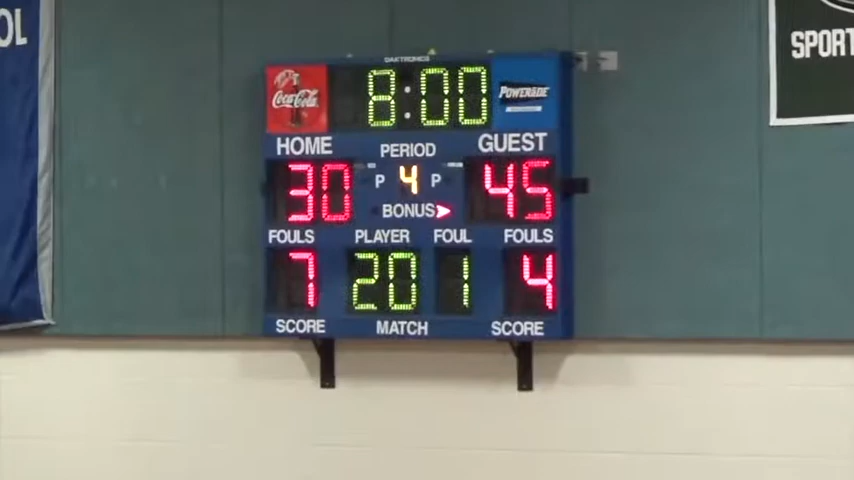 OL
SPORT
DAKTRONICS
Coca-Cola
8:00
POWERADE
HOME
PERIOD
GUEST
30
P 4 P
45
BONUS
FOULS
PLAYER
FOUL
FOULS
7
20
1
4
SCORE
MATCH
SCORE